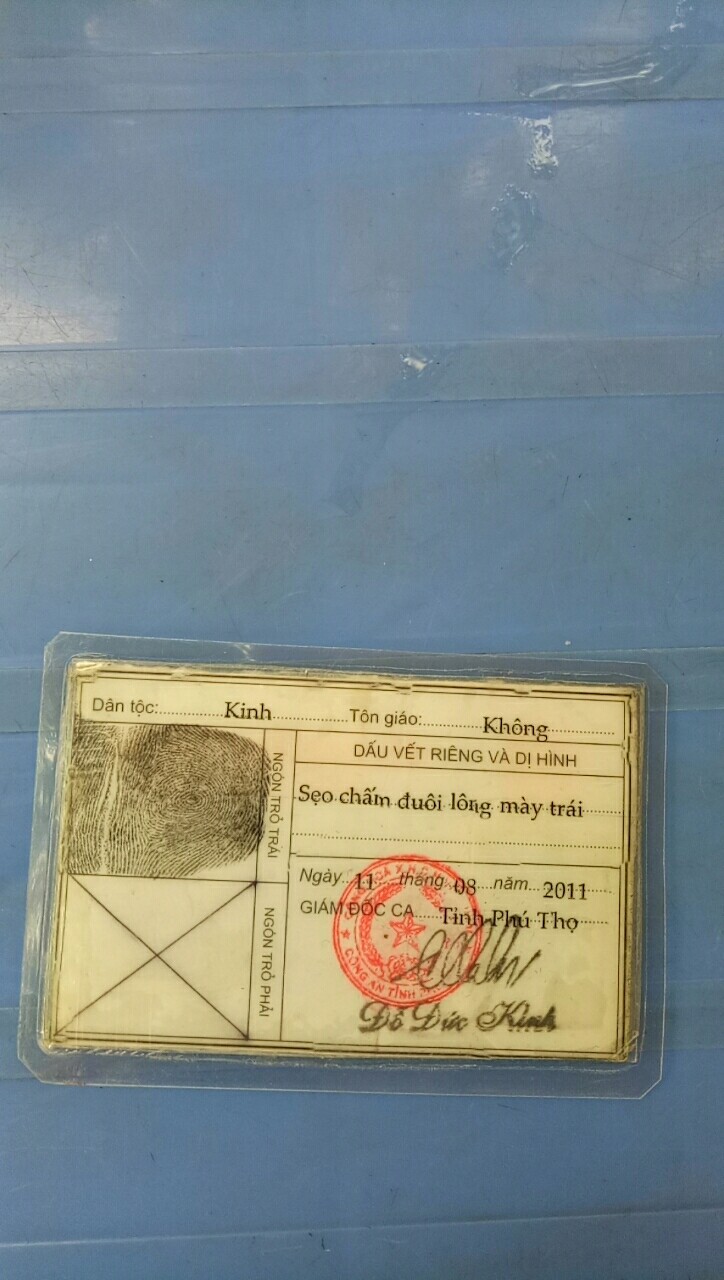 Dân tộc: Kinh Tôn giáo: Không
DẤU VẾT RIÊNG VÀ DỊ HÌNH
Sẹo chấm đuôi lông mày trái
NGÓN TRỎ TRÁI
NGÓN TRỎ PHẢI
Ngày 11 tháng 08 năm 2011
GIÁM ĐỐC CA Tỉnh Phú Thọ
CÔNG AN TỈNH
Đỗ Đức Kinh